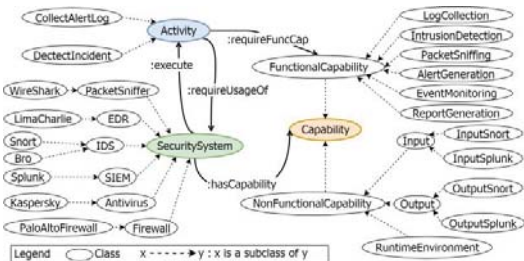 CollectAlertLog
Activity
LogCollection
:requireFuncCap
IntrusionDetection
DectectIncident
:execute
FunctionalCapability
PacketSniffing
AlertGeneration
WireShark
PacketSniffer
:requireUsageOf
EventMonitoring
ReportGeneration
LimaCharlie
EDR
Snort
Capability
Input
InputSnort
IDS
SecuritySystem
Bro
InputSplunk
Splunk
SIEM
:hasCapability
OutputSnort
Kaspersky
Antivirus
NonFunctionalCapability
Output
PaloAltoFirewall
Firewall
OutputSplunk
RuntimeEnvironment
Legend Class x y : x is a subclass of y